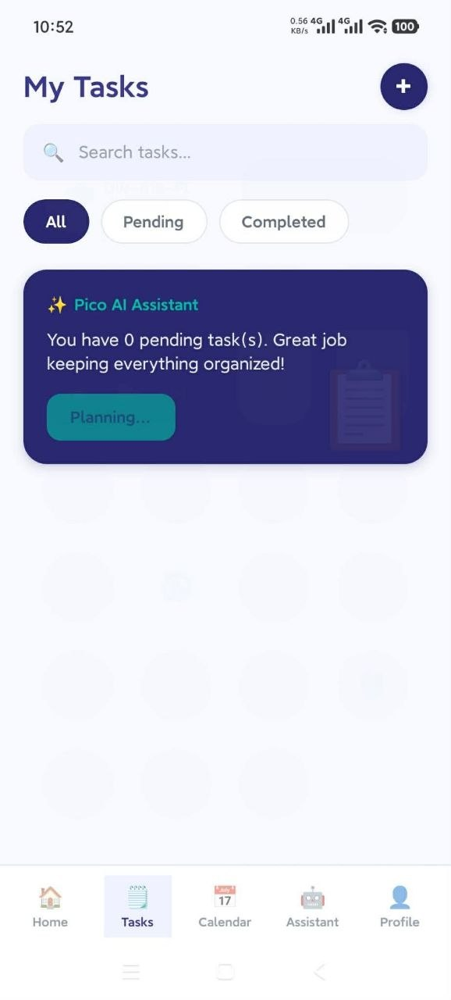 10:52
0.56 KB/s 4G 4G 100
My Tasks
+
Search tasks...
All Pending Completed
✨ Pico AI Assistant
You have 0 pending task(s). Great job
keeping everything organized!
Planning...
July 17
Home Tasks Calendar Assistant Profile